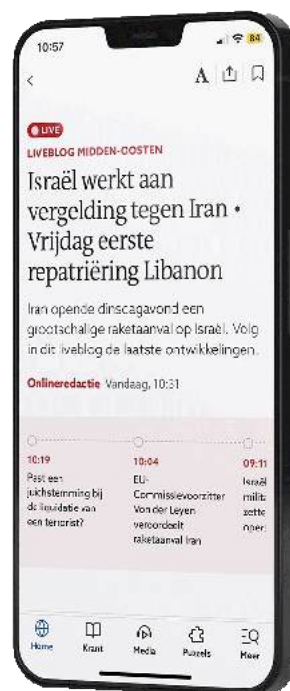 10:57
84
A
LIVE
LIVEBLOG MIDDEN-OOSTEN
Israël werkt aan
vergelding tegen Iran •
Vrijdag eerste
repatriëring Libanon
Iran opende dinsdagavond een
grootschalige raketaanval op Israël. Volg
in dit liveblog de laatste ontwikkelingen.
Onlineredactie Vandaag, 10:31
10:19
Past een
juichstemming bij
de liquidatie van
een terrorist?
10:04
EU-
Commissievoorzitter
Von der Leyen
veroordeelt
raketaanval Iran
09:11
Israël
milita
zette
oper
Home
Krant
Media
Puzzels
Meer